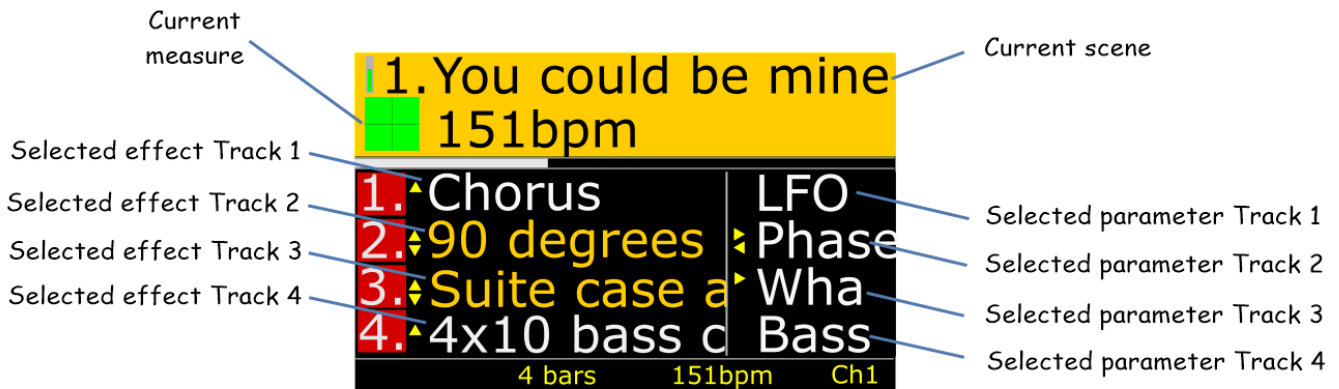 Current
measure
Current scene
1.You could be mine
151bpm
Selected effect Track 1
Selected effect Track 2
Selected effect Track 3
Selected effect Track 4
1. Chorus LFO
2. 90 degrees Phase
3. Suite case a Wha
4. 4x10 bass c Bass
Selected parameter Track 1
Selected parameter Track 2
Selected parameter Track 3
Selected parameter Track 4
4 bars 151bpm Ch1